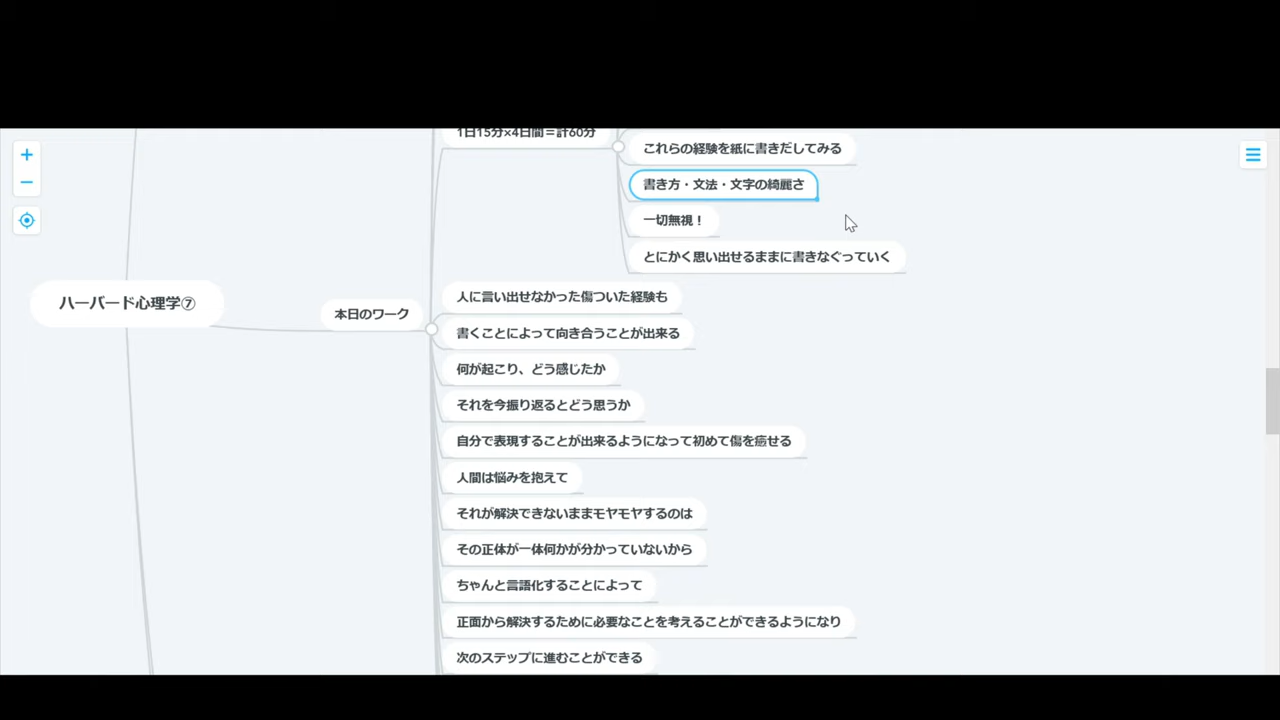 1日15分×4日間＝計60分
これらの経験を紙に書きだしてみる
書き方・文法・文字の綺麗さ
一切無視！
とにかく思い出せるままに書きなぐっていく
ハーバード心理学⑦
本日のワーク
人に言い出せなかった傷ついた経験も
書くことによって向き合うことが出来る
何が起こり、どう感じたか
それを今振り返るとどう思うか
自分で表現することが出来るようになって初めて傷を癒せる
人間は悩みを抱えて
それが解決できないままモヤモヤするのは
その正体が一体何かが分かっていないから
ちゃんと言語化することによって
正面から解決するために必要なことを考えることができるようになり
次のステップに進むことができる